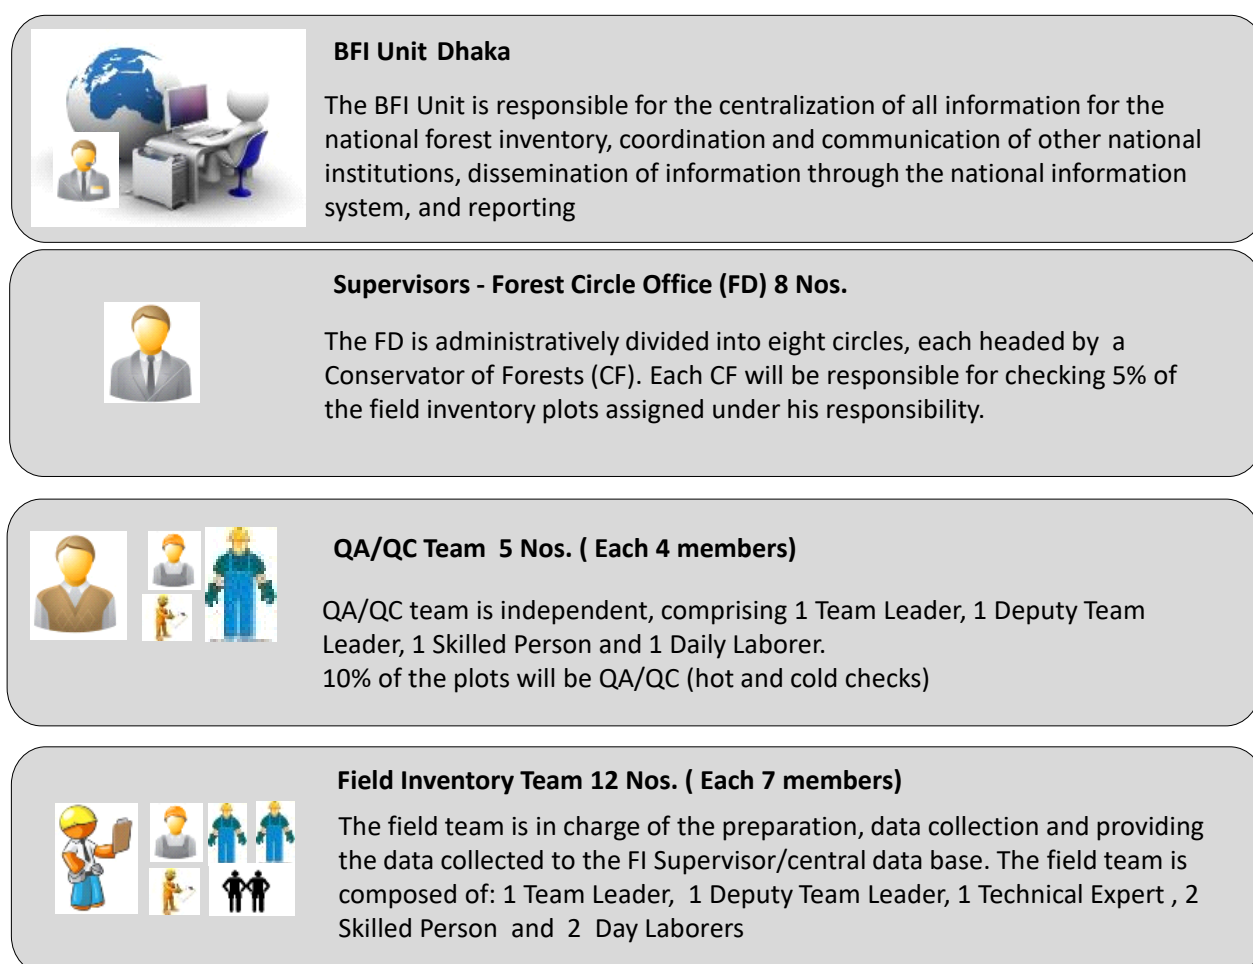 BFI Unit Dhaka
The BFI Unit is responsible for the centralization of all information for the
national forest inventory, coordination and communication of other national
institutions, dissemination of information through the national information
system, and reporting
Supervisors - Forest Circle Office (FD) 8 Nos.
The FD is administratively divided into eight circles, each headed by a
Conservator of Forests (CF). Each CF will be responsible for checking 5% of
the field inventory plots assigned under his responsibility.
QA/QC Team 5 Nos. ( Each 4 members)
QA/QC team is independent, comprising 1 Team Leader, 1 Deputy Team
Leader, 1 Skilled Person and 1 Daily Laborer.
10% of the plots will be QA/QC (hot and cold checks)
Field Inventory Team 12 Nos. ( Each 7 members)
The field team is in charge of the preparation, data collection and providing
the data collected to the FI Supervisor/central data base. The field team is
composed of: 1 Team Leader, 1 Deputy Team Leader, 1 Technical Expert , 2
Skilled Person and 2 Day Laborers